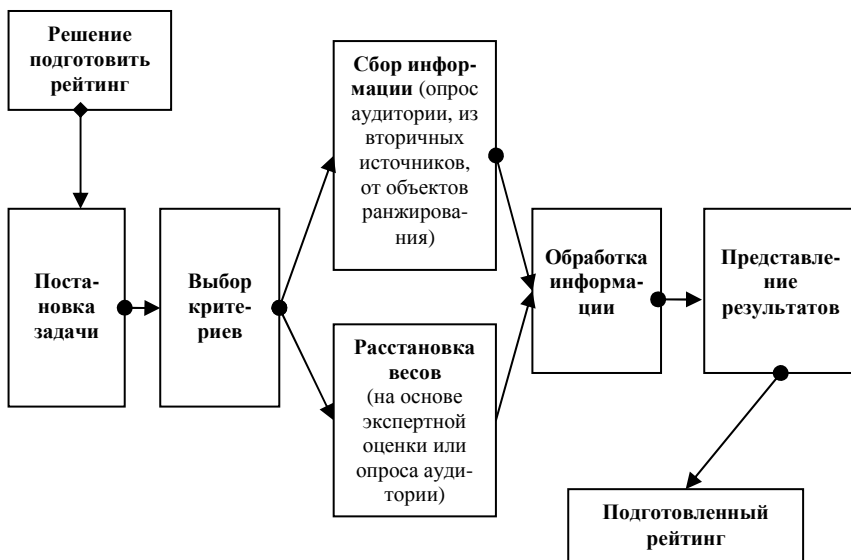 Решение
подготовить
рейтинг
Поста-
новка
задачи
Выбор
крите-
риев
Сбор инфор-
мации (опрос
аудитории, из
вторичных
источников,
от объектов
ранжирова-
ния)
Расстановка
весов
(на основе
экспертной
оценки или
опроса ауди-
тории)
Обработка
информа-
ции
Представле-
ние
результатов
Подготовленный
рейтинг